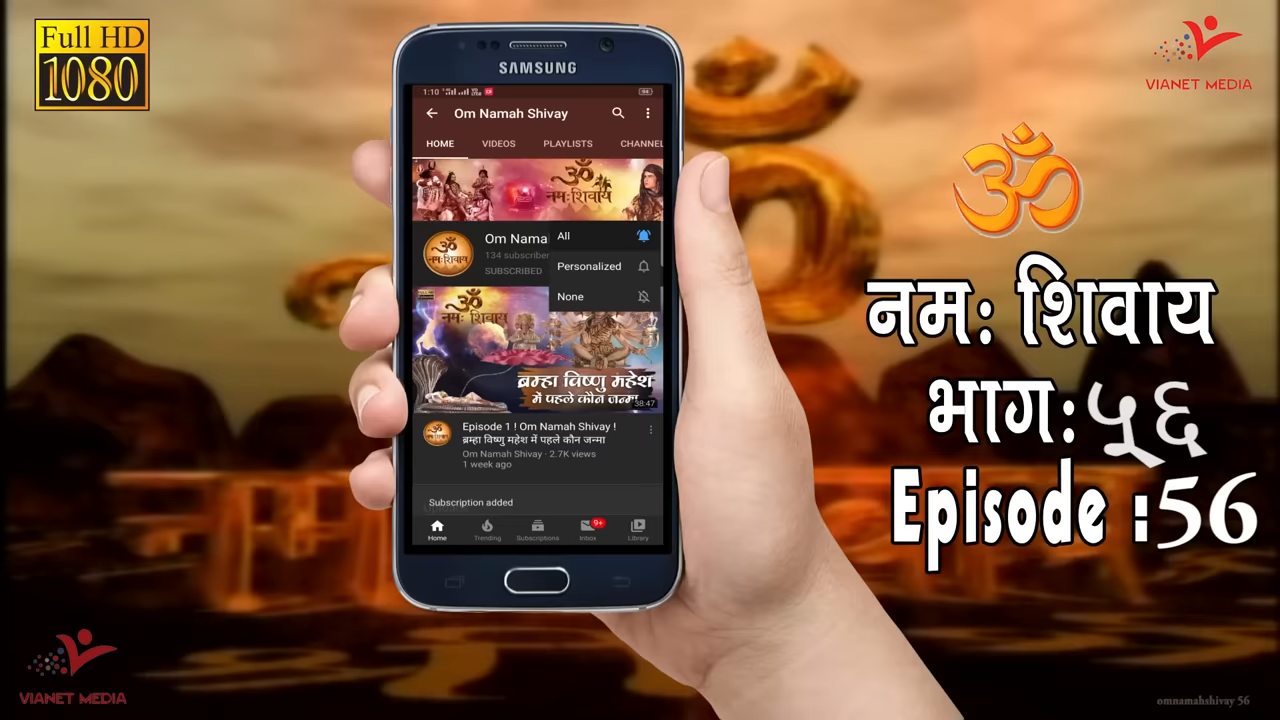 Full HD
1080
VIANET MEDIA
SAMSUNG
1:10
Om Namah Shivay
HOME VIDEOS PLAYLISTS CHANNEL
ॐ
नमः शिवाय
Om Nama
134 subscriber
SUBSCRIBED
All
Personalized
None
ॐ
नमः शिवाय
ब्रम्हा विष्णु महेश
में पहले कौन जन्मा
38:47
Episode 1 ! Om Namah Shivay !
ब्रम्हा विष्णु महेश में पहले कौन जन्मा
Om Namah Shivay · 2.7K views
1 week ago
Subscription added
9+
Home Trending Subscriptions Inbox Library
ॐ
नमः शिवाय
भागः५६
Episode :56
VIANET MEDIA
omnamahshivay 56